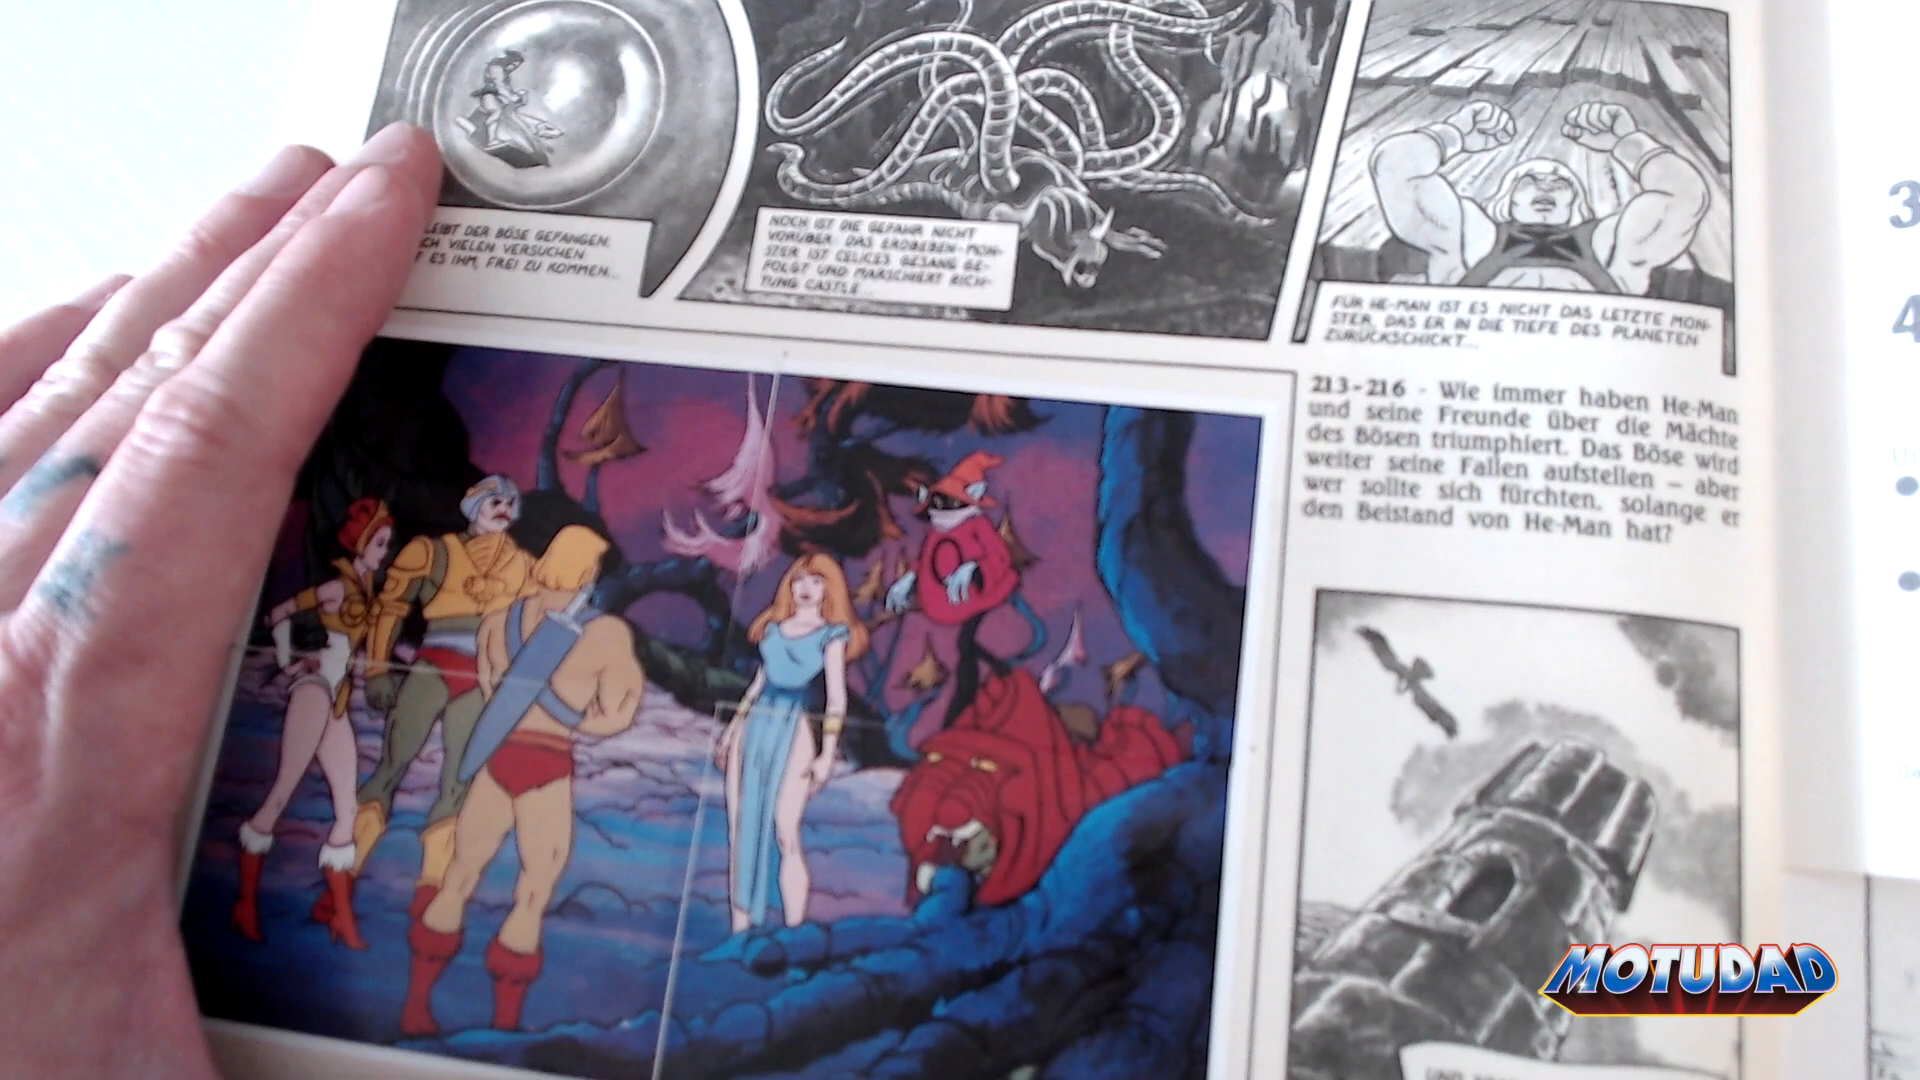 LEIBT DER BÖSE GEFANGEN.
CH VIELEN VERSUCHEN
T ES IHM, FREI ZU KOMMEN...
NOCH IST DIE GEFAHR NICHT
VORÜBER: DAS ERDBEBEN-MON-
STER IST CELICES GESANG GE-
FOLGT UND MARSCHIERT RICH-
TUNG CASTLE...
FÜR HE-MAN IST ES NICHT DAS LETZTE MON-
STER, DAS ER IN DIE TIEFE DES PLANETEN
ZURÜCKSCHICKT...
213-216 - Wie immer haben He-Man
und seine Freunde über die Mächte
des Bösen triumphiert. Das Böse wird
weiter seine Fallen aufstellen – aber
wer sollte sich fürchten, solange er
den Beistand von He-Man hat?
UND
3
4
MOTUDAD